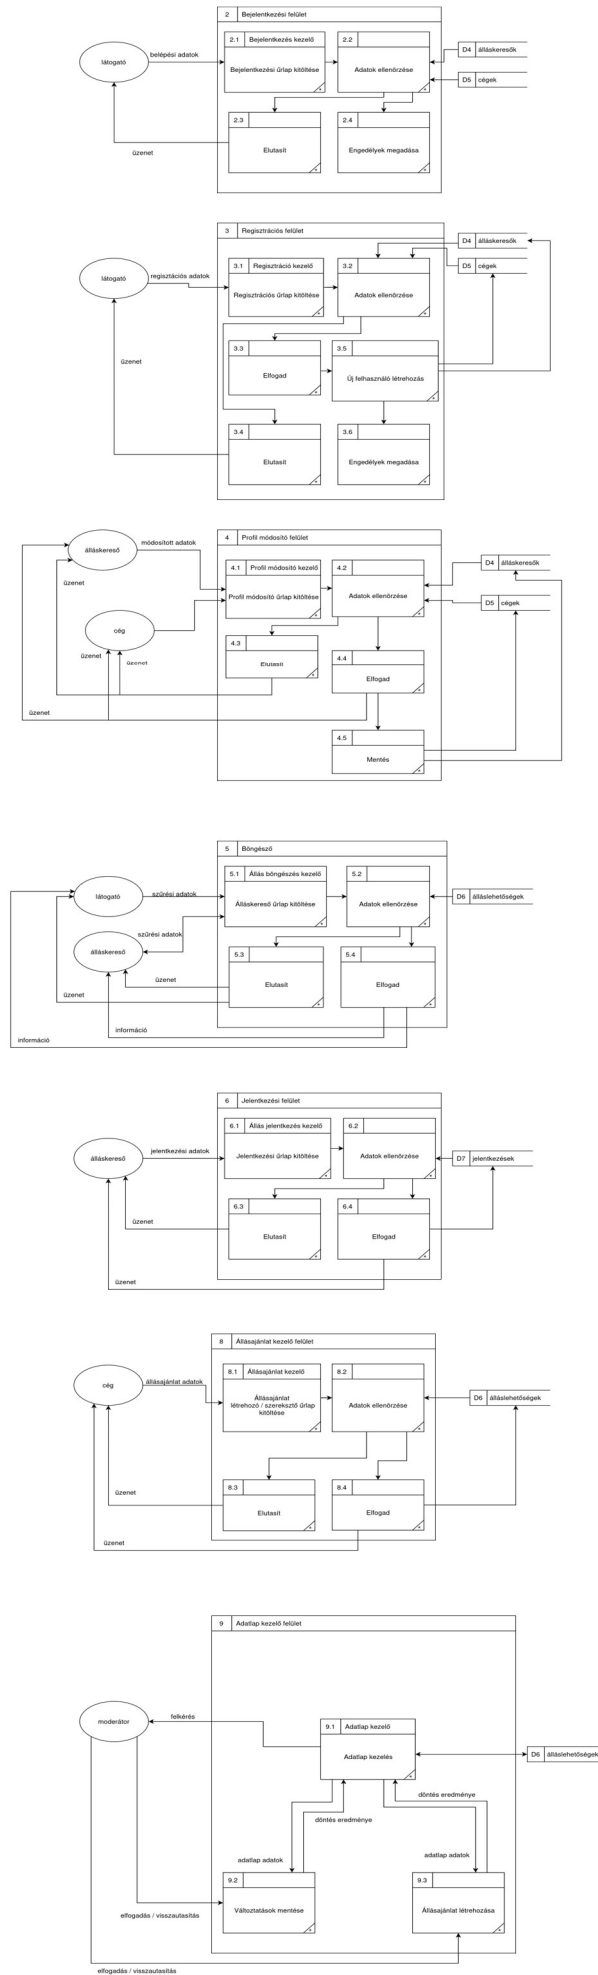 2 Bejelentkezési felület
2.1 Bejelentkezés kezelő
2.2
D4 álláskeresők
belépési adatok
látogató
Bejelentkezési űrlap kitöltése
Adatok ellenörzése
D5 cégek
2.3
2.4
Elutasít
Engedélyek megadása
üzenet
3 Regisztrációs felület
D4 álláskeresők
3.1 Regisztráció kezelő
3.2
D5 cégek
regisztációs adatok
látogató
Regisztrációs űrlap kitöltése
Adatok ellenörzése
3.3
3.5
üzenet
Elfogad
Új felhasználó létrehozás
3.4
3.6
Elutasít
Engedélyek megadása
4 Profil módosító felület
módosított adatok
álláskereső
4.1 Profil módosító kezelő
4.2
D4 álláskeresők
üzenet
Profil módosító űrlap kitöltése
Adatok ellenörzése
D5 cégek
cég
4.3
üzenet
üzenet
Elutasít
4.4
Elfogad
üzenet
4.5
Mentés
5 Böngésző
5.1 Állás böngészés kezelő
5.2
szűrési adatok
látogató
D6 álláslehetőségek
Álláskereső űrlap kitöltése
Adatok ellenörzése
szűrési adatok
álláskereső
5.3
5.4
üzenet
Elutasít
Elfogad
üzenet
információ
információ
6 Jelentkezési felület
6.1 Állás jelentkezés kezelő
6.2
jelentkezési adatok
álláskereső
Jelentkezési űrlap kitöltése
Adatok ellenörzése
D7 jelentkezések
6.3
6.4
üzenet
Elutasít
Elfogad
üzenet
8 Állásajánlat kezelő felület
8.1 Állásajánlat kezelő
8.2
állásajánlat adatok
cég
D6 álláslehetőségek
Állásajánlat
létrehozó / szereksztő űrlap
kitöltése
Adatok ellenörzése
8.3
8.4
üzenet
Elutasít
Elfogad
üzenet
9 Adatlap kezelő felület
felkérés
moderátor
9.1 Adatlap kezelő
Adatlap kezelés
D6 álláslehetőségek
döntés eredménye
döntés eredménye
adatlap adatok
adatlap adatok
9.2
9.3
Változtatások mentése
Állásajánlat létrehozása
elfogadás / visszautasítás
elfogadás / visszautasítás